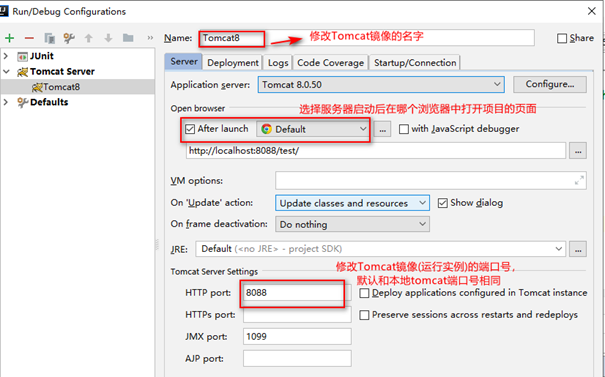 Run/Debug Configurations
Name: Tomcat8
修改Tomcat镜像的名字
Share
JUnit
Tomcat Server
Tomcat8
Defaults
Server Deployment Logs Code Coverage Startup/Connection
Application server: Tomcat 8.0.50 Configure...
Open browser
选择服务器启动后在哪个浏览器中打开项目的页面
After launch Default ... with JavaScript debugger
http://localhost:8088/test/ ...
VM options:
On 'Update' action: Update classes and resources Show dialog
On frame deactivation: Do nothing
JRE: Default (<no JRE> - project SDK) ...
Tomcat Server Settings
修改Tomcat镜像(运行实例)的端口号,
默认和本地tomcat端口号相同
HTTP port: 8088 Deploy applications configured in Tomcat instance
HTTPs port: Preserve sessions across restarts and redeploys
JMX port: 1099
AJP port: